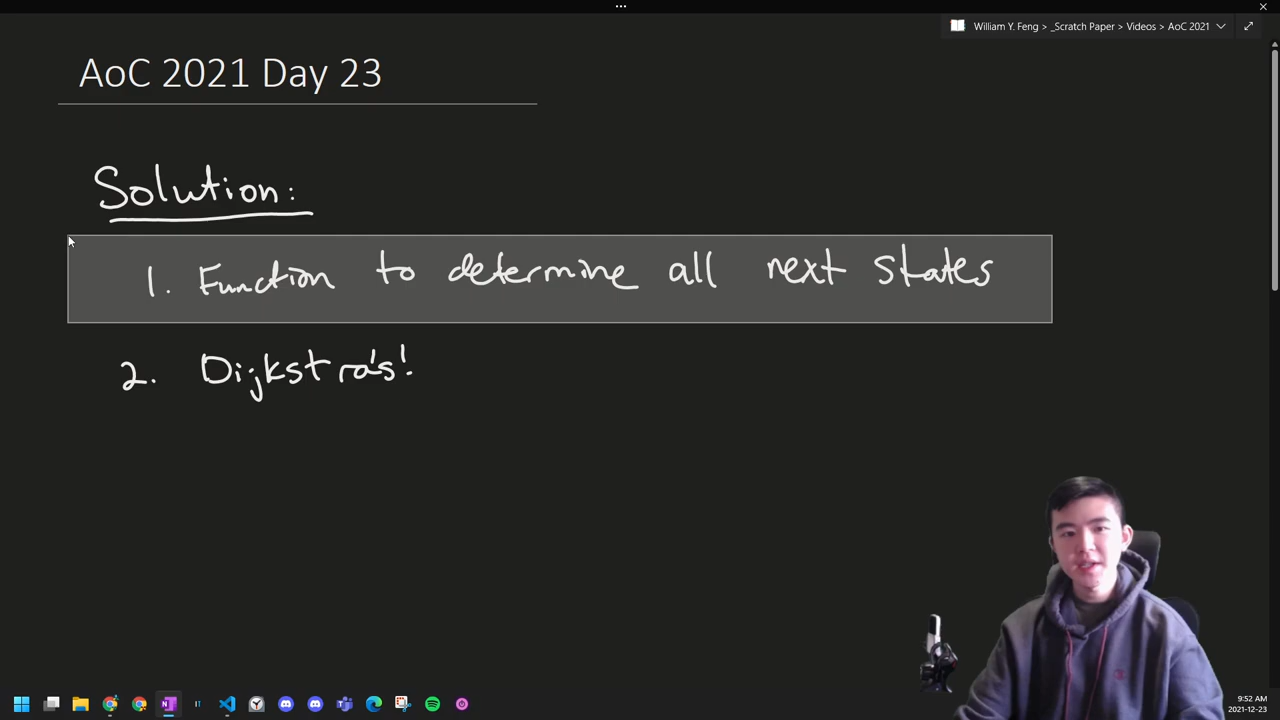 ...
William Y. Feng > _Scratch Paper > Videos > AoC 2021
AoC 2021 Day 23
Solution:
1. Function to determine all next states
2. Dijkstra's!
9:52 AM
2021-12-23